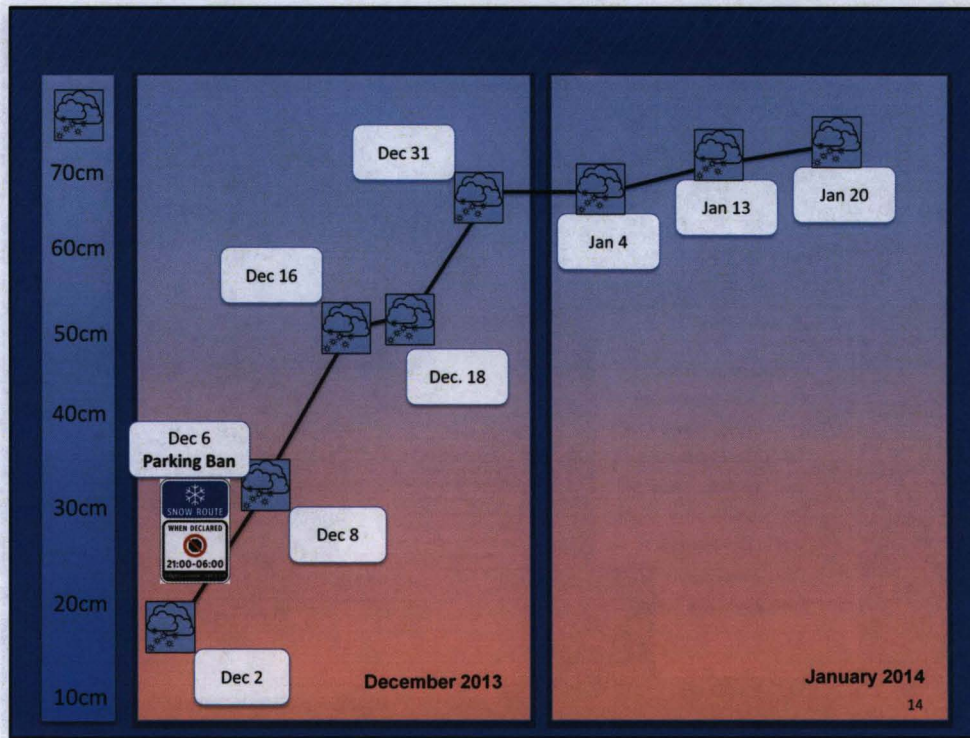 70cm
60cm
50cm
40cm
30cm
20cm
10cm
Dec 31
Dec 16
Dec. 18
Dec 6
Parking Ban
SNOW ROUTE
WHEN DECLARED
21:00-06:00
Dec 8
Dec 2
December 2013
Jan 4
Jan 13
Jan 20
January 2014
14